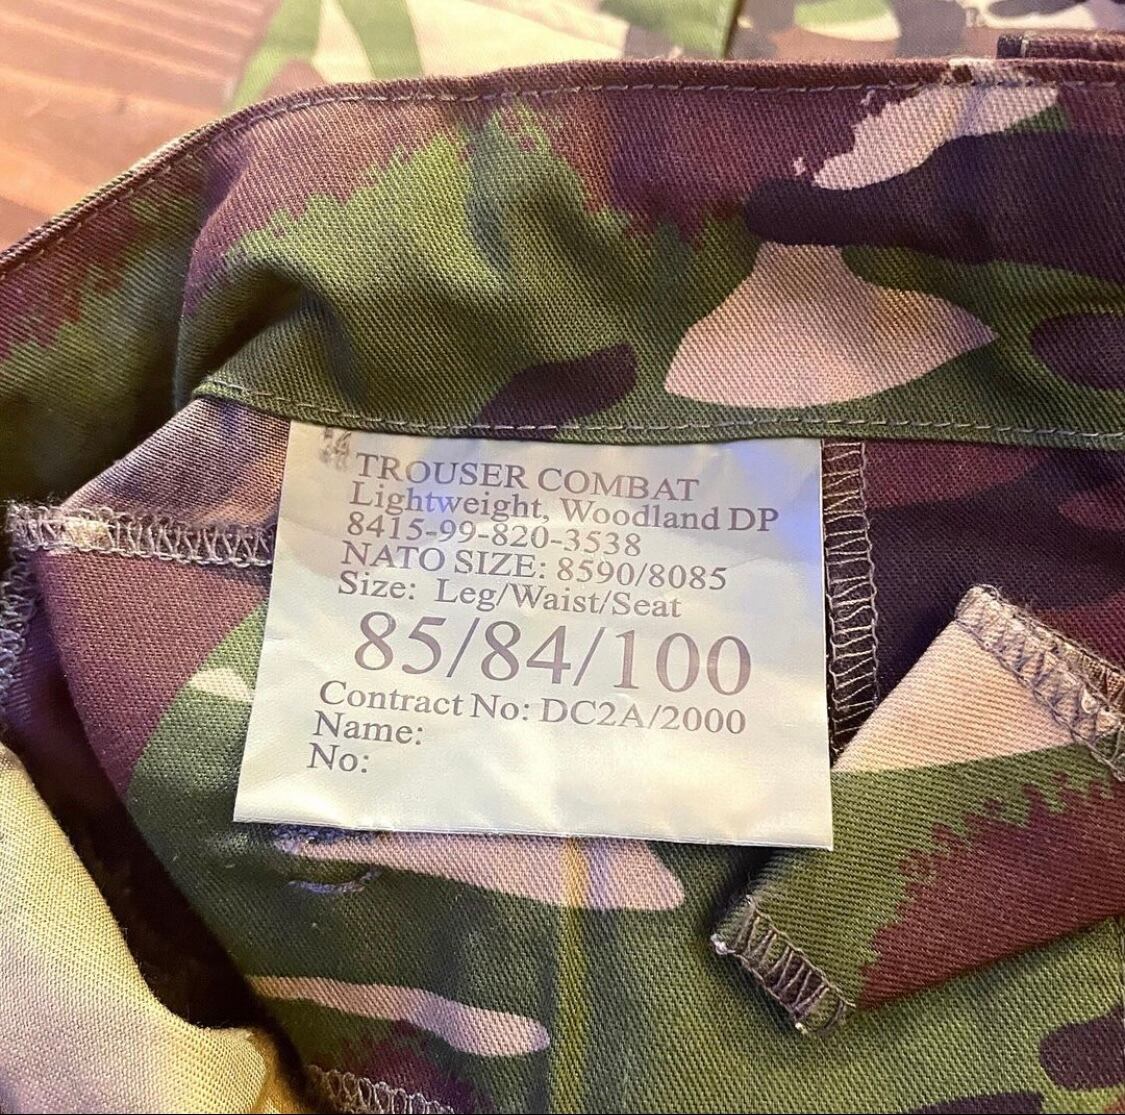 TROUSER COMBAT
Lightweight, Woodland DP
8415-99-820-3538
NATO SIZE: 8590/8085
Size: Leg/Waist/Seat
85/84/100
Contract No: DC2A/2000
Name:
No: